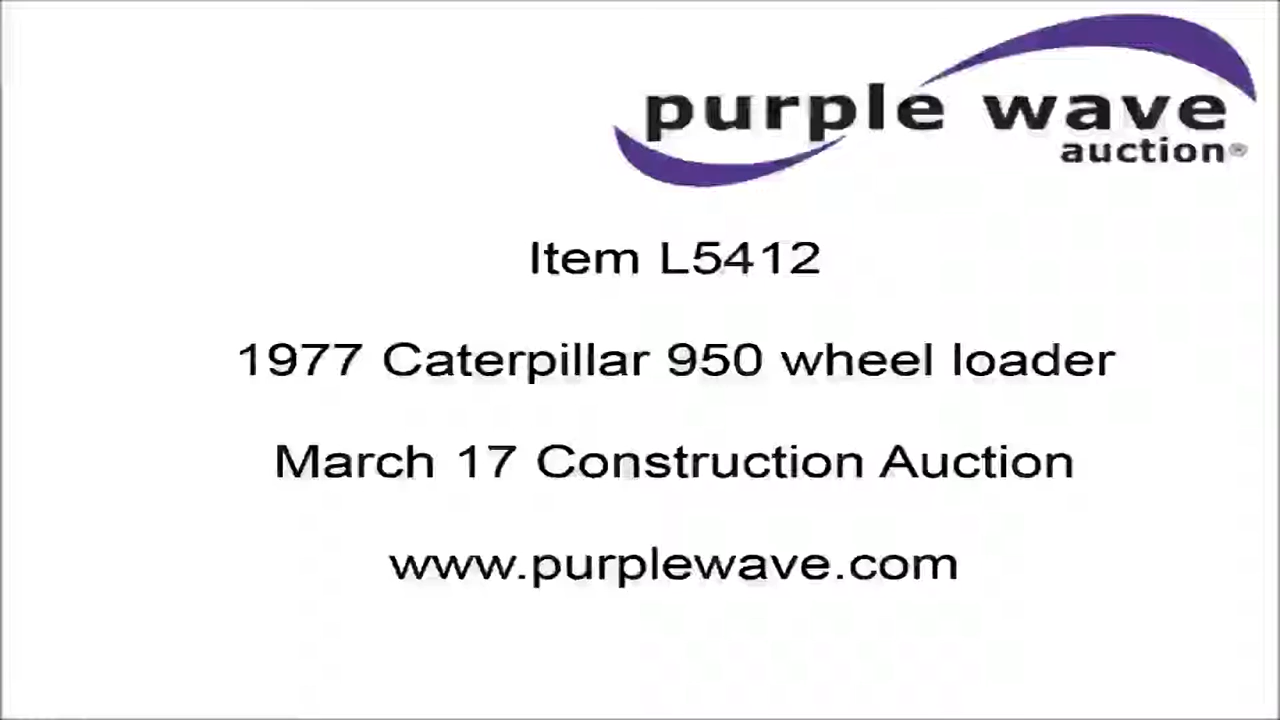 purple wave
auction®
Item L5412
1977 Caterpillar 950 wheel loader
March 17 Construction Auction
www.purplewave.com